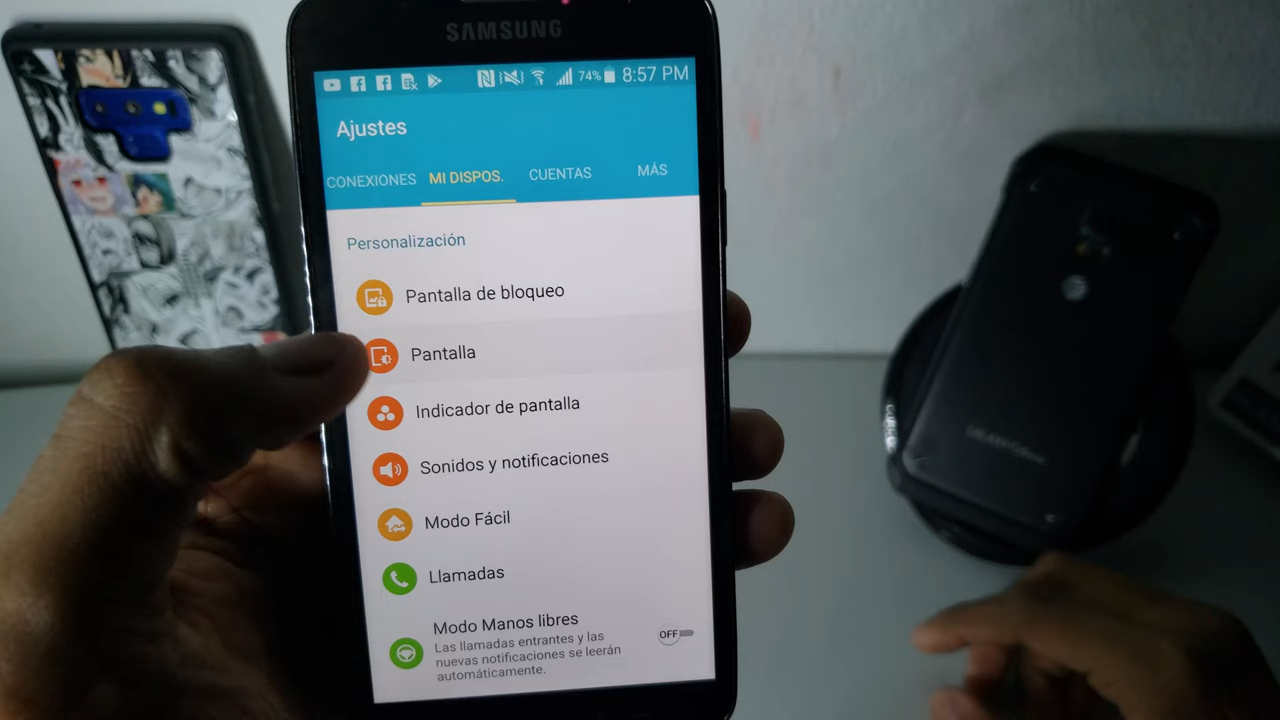 SAMSUNG
74% 8:57 PM
Ajustes
CONEXIONES MI DISPOS. CUENTAS MÁS
Personalización
Pantalla de bloqueo
Pantalla
Indicador de pantalla
Sonidos y notificaciones
Modo Fácil
Llamadas
Modo Manos libres
OFF
Las llamadas entrantes y las
nuevas notificaciones se leerán
automáticamente.